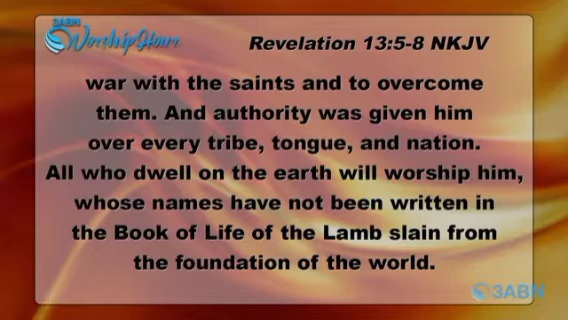 3ABN
Worship Hour
Revelation 13:5-8 NKJV
war with the saints and to overcome
them. And authority was given him
over every tribe, tongue, and nation.
All who dwell on the earth will worship him,
whose names have not been written in
the Book of Life of the Lamb slain from
the foundation of the world.
3ABN